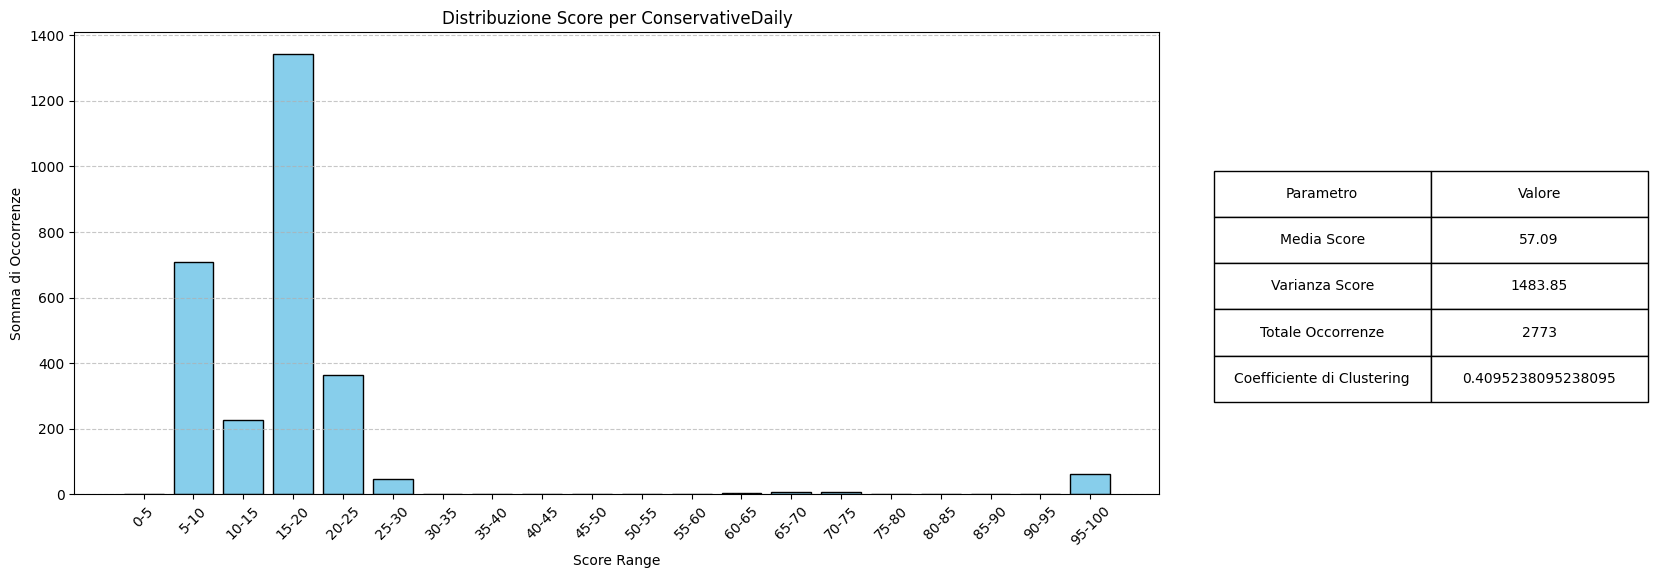 Distribuzione Score per ConservativeDaily
Somma di Occorrenze
1400
1200
1000
800
600
400
200
0
0-5 5-10 10-15 15-20 20-25 25-30 30-35 35-40 40-45 45-50 50-55 55-60 60-65 65-70 70-75 75-80 80-85 85-90 90-95 95-100
Score Range
Parametro Valore
Media Score 57.09
Varianza Score 1483.85
Totale Occorrenze 2773
Coefficiente di Clustering 0.4095238095238095